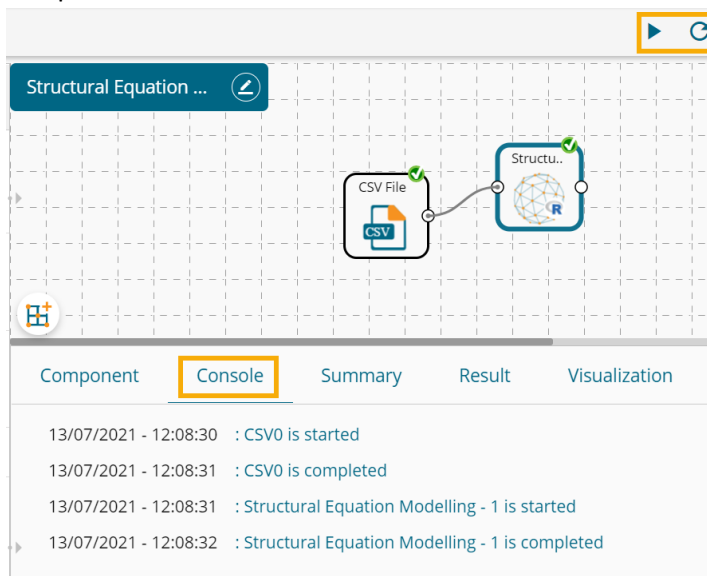 Structural Equation ...
Structu..
CSV File
CSV
R
Component Console Summary Result Visualization
13/07/2021 - 12:08:30 : CSV0 is started
13/07/2021 - 12:08:31 : CSV0 is completed
13/07/2021 - 12:08:31 : Structural Equation Modelling - 1 is started
13/07/2021 - 12:08:32 : Structural Equation Modelling - 1 is completed